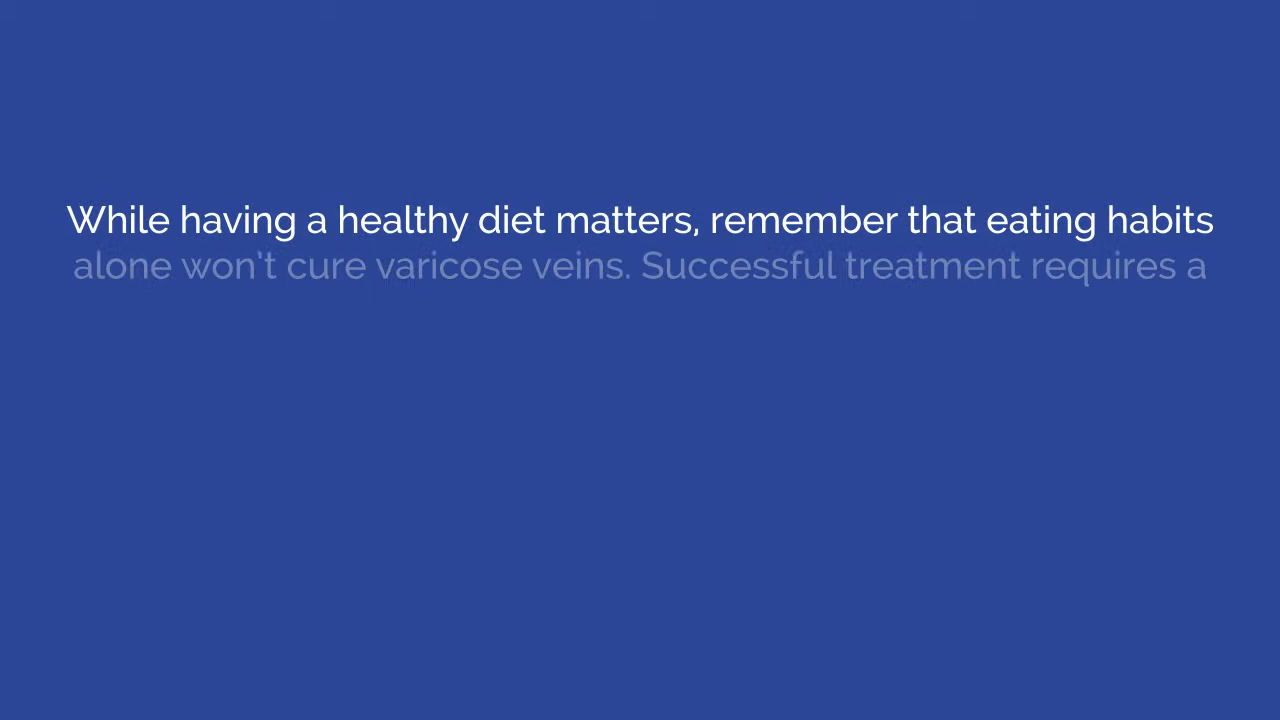 While having a healthy diet matters, remember that eating habits
alone won't cure varicose veins. Successful treatment requires a